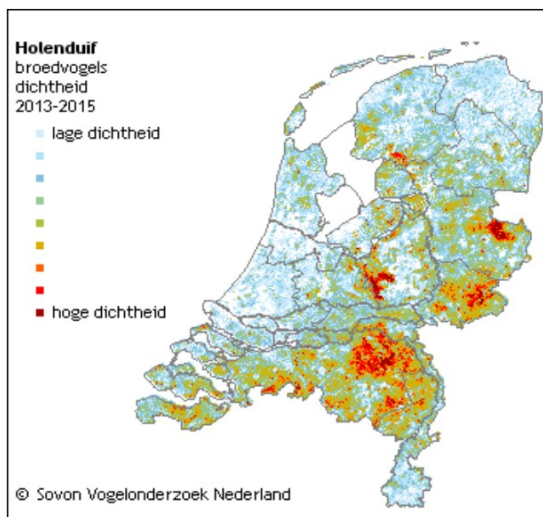 Holenduif
broedvogels
dichtheid
2013-2015
lage dichtheid
hoge dichtheid
© Sovon Vogelonderzoek Nederland